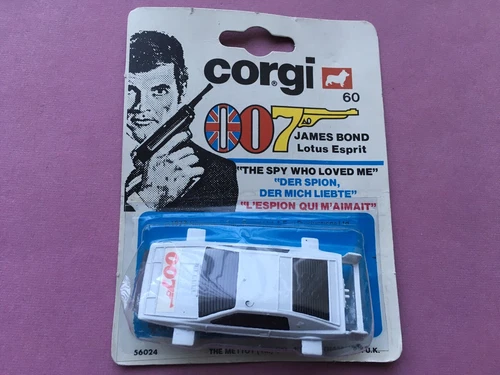 corgi
60
007
JAMES BOND
Lotus Esprit
"THE SPY WHO LOVED ME"
"DER SPION,
DER MICH LIEBTE"
"L'ESPION QUI M'AIMAIT"
007
56024
THE U.K.